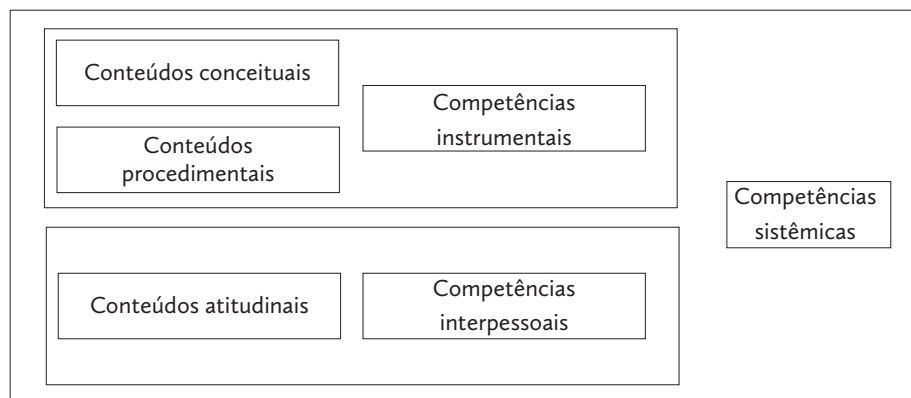 Conteúdos conceituais
Conteúdos
procedimentais
Competências
instrumentais
Conteúdos atitudinais
Competências
interpessoais
Competências
sistêmicas